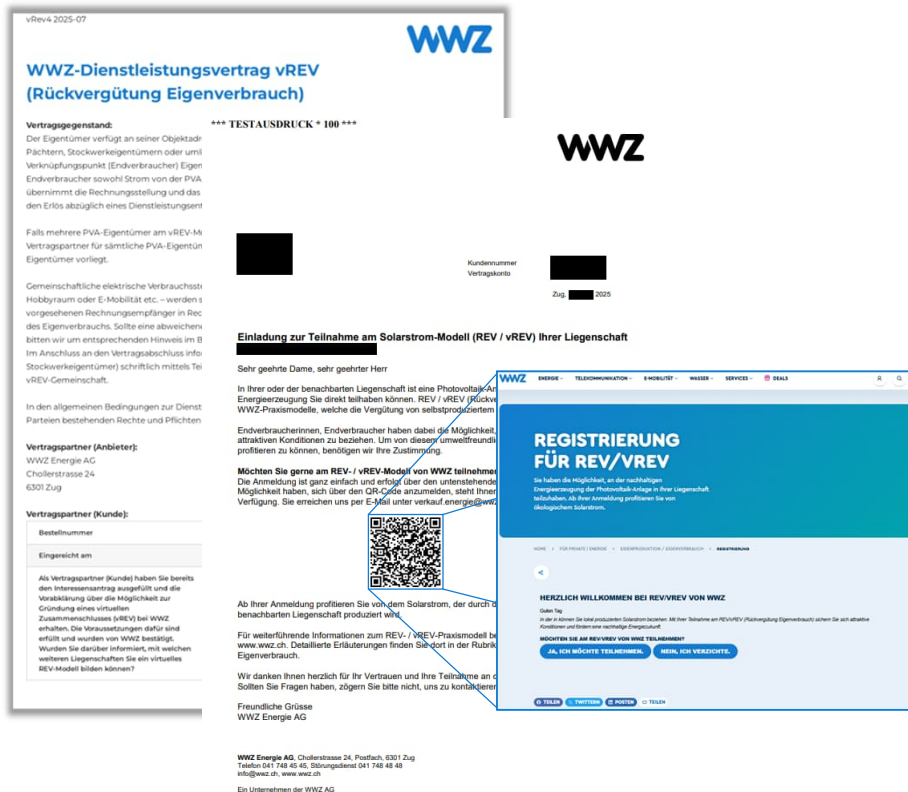 vRev4 2025-07
WWZ
WWZ-Dienstleistungsvertrag vREV
(Rückvergütung Eigenverbrauch)
Vertragsgegenstand:
Der Eigentümer verfügt an seiner Objektadr
Pächtern, Stockwerkeigentümern oder umli
Verknüpfungspunkt (Endverbraucher) Eigen
Endverbraucher sowohl Strom von der PVA
übernimmt die Rechnungsstellung und das
den Erlös abzüglich eines Dienstleistungsent
Falls mehrere PVA-Eigentümer am vREV-M
Vertragspartner für sämtliche PVA-Eigentün
Eigentümer vorliegt.
Gemeinschaftliche elektrische Verbrauchsst
Hobbyraum oder E-Mobilität etc. – werden s
vorgesehenen Rechnungsempfänger in Rec
des Eigenverbrauchs. Sollte eine abweichen
bitten wir um entsprechenden Hinweis im B
Im Anschluss an den Vertragsabschluss info
Stockwerkeigentümer) schriftlich mittels Tei
vREV-Gemeinschaft.
In den allgemeinen Bedingungen zur Dienst
Parteien bestehenden Rechte und Pflichten
Vertragspartner (Anbieter):
WWZ Energie AG
Chollerstrasse 24
6301 Zug
Vertragspartner (Kunde):
Bestellnummer
Eingereicht am
Als Vertragspartner (Kunde) haben Sie bereits
den Interessensantrag ausgefüllt und die
Vorabklärung über die Möglichkeit zur
Gründung eines virtuellen
Zusammenschlusses (vREV) bei WWZ
erhalten. Die Voraussetzungen dafür sind
erfüllt und wurden von WWZ bestätigt.
Wurden Sie darüber informiert, mit welchen
weiteren Liegenschaften Sie ein virtuelles
REV-Modell bilden können?
*** TESTAUSDRUCK * 100 ***
WWZ
Kundennummer
Vertragskonto
Zug, 2025
Einladung zur Teilnahme am Solarstrom-Modell (REV / vREV) Ihrer Liegenschaft
Sehr geehrte Dame, sehr geehrter Herr
In Ihrer oder der benachbarten Liegenschaft ist eine Photovoltaik-An
Energieerzeugung Sie direkt teilhaben können. REV / vREV (Rückve
WWZ-Praxismodelle, welche die Vergütung von selbstproduziertem
Endverbraucherinnen, Endverbraucher haben dabei die Möglichkeit,
attraktiven Konditionen zu beziehen. Um von diesem umweltfreundli
profitieren zu können, benötigen wir Ihre Zustimmung.
Möchten Sie gerne am REV- / vREV-Modell von WWZ teilnehmen
Die Anmeldung ist ganz einfach und erfolgt über den untenstehende
Möglichkeit haben, sich über den QR-Code anzumelden, steht Ihner
Verfügung. Sie erreichen uns per E-Mail unter verkauf.energie@ww
Ab Ihrer Anmeldung profitieren Sie von dem Solarstrom, der durch d
benachbarten Liegenschaft produziert wird.
Für weiterführende Informationen zum REV- / vREV-Praxismodell be
www.wwz.ch. Detaillierte Erläuterungen finden Sie dort in der Rubrik
Eigenverbrauch.
Wir danken Ihnen herzlich für Ihr Vertrauen und Ihre Teilnahme an d
Sollten Sie Fragen haben, zögern Sie bitte nicht, uns zu kontaktieren
Freundliche Grüsse
WWZ Energie AG
WWZ Energie AG, Chollerstrasse 24, Postfach, 6301 Zug
Telefon 041 748 45 45, Störungsdienst 041 748 48 48
info@wwz.ch, www.wwz.ch
Ein Unternehmen der WWZ AG
WWZ ENERGIE TELEKOMMUNIKATION E-MOBILITÄT WASSER SERVICES DEALS
REGISTRIERUNG
FÜR REV/VREV
Sie haben die Möglichkeit, an der nachhaltigen
Energieerzeugung der Photovoltaik-Anlage in Ihrer Liegenschaft
teilzuhaben. Ab Ihrer Anmeldung profitieren Sie von
ökologischem Solarstrom.
HOME > FÜR PRIVATE | ENERGIE > EIGENPRODUKTION / EIGENVERBRAUCH > REGISTRIERUNG
HERZLICH WILLKOMMEN BEI REV/VREV VON WWZ
Guten Tag
In der in können Sie lokal produzierten Solarstrom beziehen. Mit Ihrer Teilnahme am REV/vREV (Rückvergütung Eigenverbrauch) sichern Sie sich attraktive
Konditionen und fördern eine nachhaltige Energiezukunft.
MÖCHTEN SIE AM REV/VREV VON WWZ TEILNEHMEN?
JA, ICH MÖCHTE TEILNEHMEN. NEIN, ICH VERZICHTE.
TEILEN TWITTERN POSTEN TEILEN